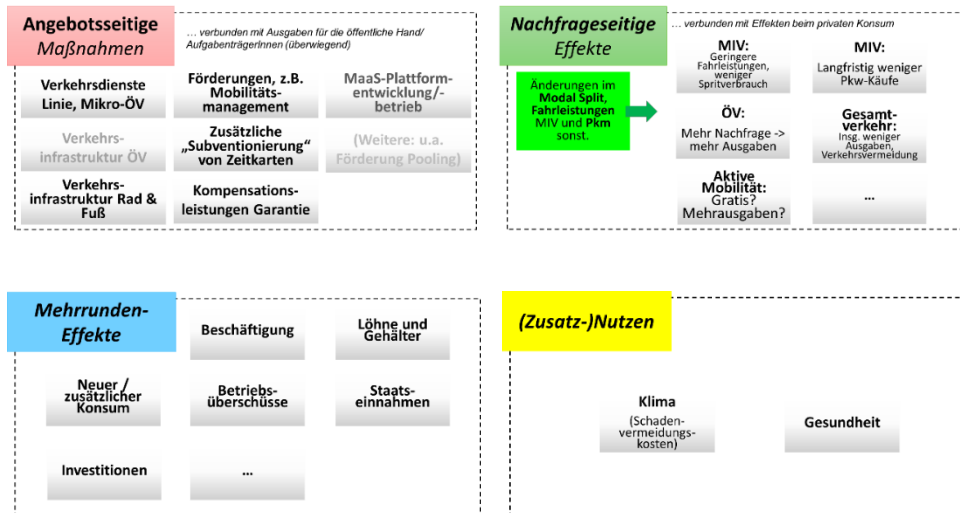 Angebotsseitige
Maßnahmen
… verbunden mit Ausgaben für die öffentliche Hand/
AufgabenträgerInnen (überwiegend)
Verkehrsdienste
Linie, Mikro-ÖV
Förderungen, z.B.
Mobilitäts-
management
MaaS-Plattform-
entwicklung/-
betrieb
Verkehrs-
infrastruktur ÖV
Zusätzliche
„Subventionierung“
von Zeitkarten
(Weitere: u.a.
Förderung Pooling)
Verkehrs-
infrastruktur Rad &
Fuß
Kompensations-
leistungen Garantie
Nachfrageseitige
Effekte
… verbunden mit Effekten beim privaten Konsum
Änderungen im
Modal Split,
Fahrleistungen
MIV und Pkm
sonst.
MIV:
Geringere
Fahrleistungen,
weniger
Spritverbrauch
MIV:
Langfristig weniger
Pkw-Käufe
ÖV:
Mehr Nachfrage ->
mehr Ausgaben
Gesamt-
verkehr:
Insg. weniger
Ausgaben,
Verkehrsvermeidung
Aktive
Mobilität:
Gratis?
Mehrausgaben?
…
Mehrrunden-
Effekte
Beschäftigung
Löhne und
Gehälter
Neuer /
zusätzlicher
Konsum
Betriebs-
überschüsse
Staats-
einnahmen
Investitionen
…
(Zusatz-)Nutzen
Klima
(Schaden-
vermeidungs-
kosten)
Gesundheit